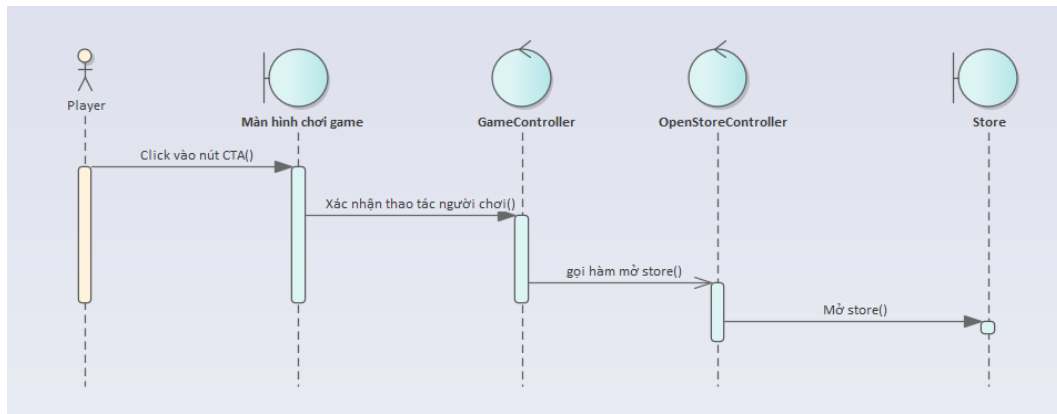 Player
Màn hình chơi game
GameController
OpenStoreController
Store
Click vào nút CTA()
Xác nhận thao tác người chơi()
gọi hàm mở store()
Mở store()